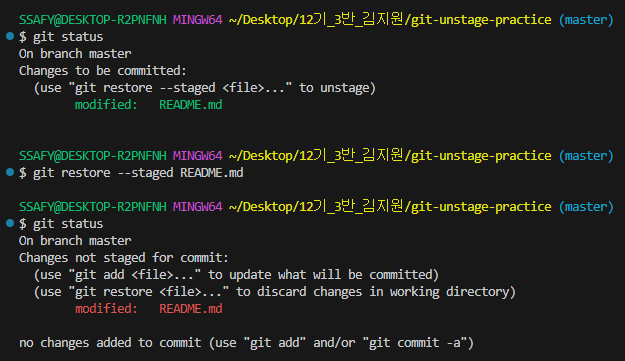 SSAFY@DESKTOP-R2PNFNH MINGW64 ~/Desktop/12기_3반_김지원/git-unstage-practice (master)
$ git status
On branch master
Changes to be committed:
  (use "git restore --staged <file>..." to unstage)
        modified:   README.md

SSAFY@DESKTOP-R2PNFNH MINGW64 ~/Desktop/12기_3반_김지원/git-unstage-practice (master)
$ git restore --staged README.md

SSAFY@DESKTOP-R2PNFNH MINGW64 ~/Desktop/12기_3반_김지원/git-unstage-practice (master)
$ git status
On branch master
Changes not staged for commit:
  (use "git add <file>..." to update what will be committed)
  (use "git restore <file>..." to discard changes in working directory)
        modified:   README.md

no changes added to commit (use "git add" and/or "git commit -a")